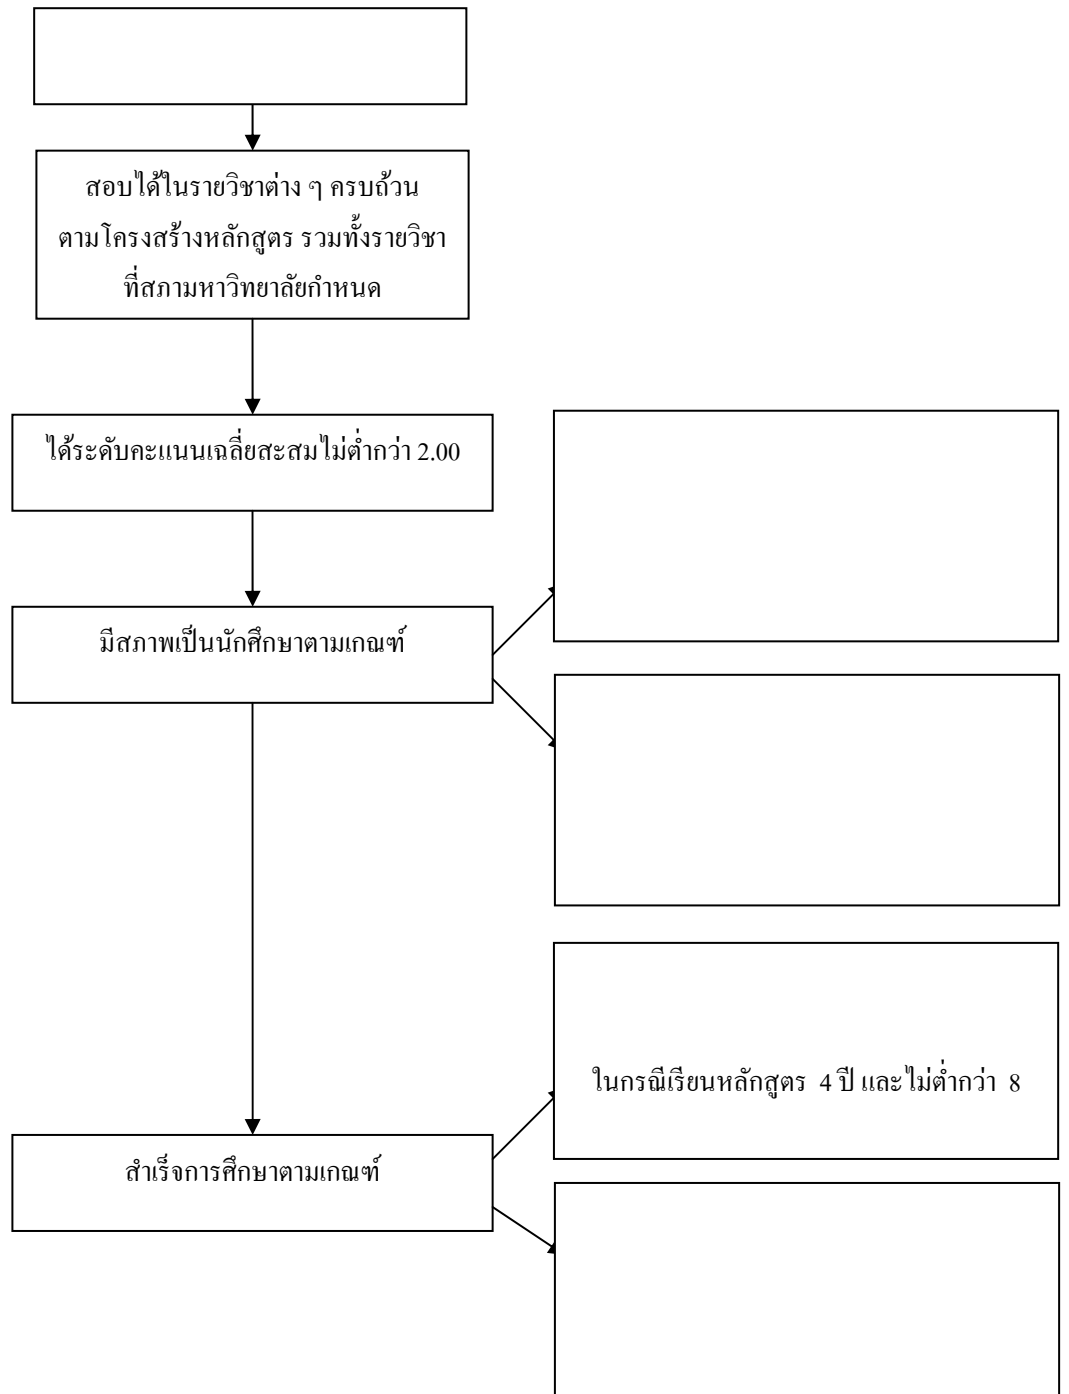 สอบได้ในรายวิชาต่าง ๆ ครบถ้วน
ตามโครงสร้างหลักสูตร รวมทั้งรายวิชา
ที่สภามหาวิทยาลัยกำหนด
ได้ระดับคะแนนเฉลี่ยสะสมไม่ต่ำกว่า 2.00
มีสภาพเป็นนักศึกษาตามเกณฑ์
ในกรณีเรียนหลักสูตร 4 ปี และไม่ต่ำกว่า 8
สำเร็จการศึกษาตามเกณฑ์